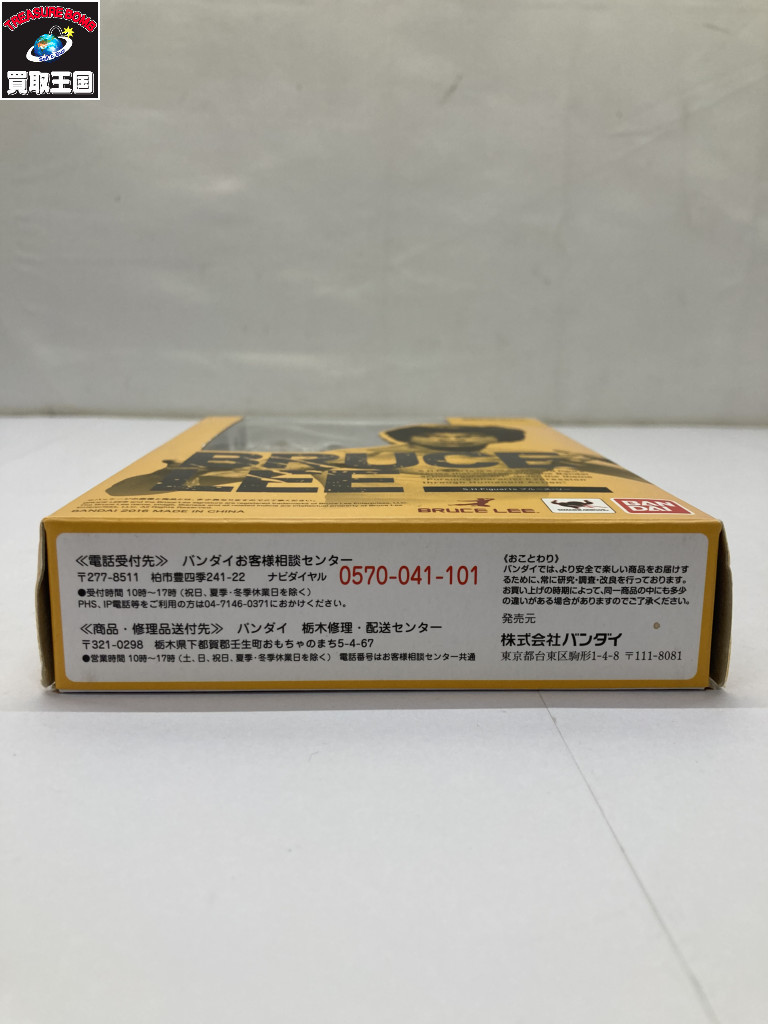 TREASURE BOMB
買取王国
BRUCE
LEE
S.H.Figuarts ブルース・リー
BANDAI 2016 MADE IN CHINA
BRUCE LEE
BAN
DAI
≪電話受付先≫ バンダイお客様相談センター
〒277-8511 柏市豊四季241-22 ナビダイヤル 0570-041-101
●受付時間 10時〜17時 (祝日、夏季・冬季休業日を除く)
PHS、IP電話等をご利用の方は04-7146-0371におかけください。
≪商品・修理品送付先≫ バンダイ 栃木修理・配送センター
〒321-0298 栃木県下都賀郡壬生町おもちゃのまち5-4-67
●営業時間 10時〜17時 (土、日、祝日、夏季・冬季休業日を除く) 電話番号はお客様相談センター共通
《おことわり》
バンダイでは、より安全で楽しい商品をお届けす
るために、常に研究・調査・改良を行っております。
お買い上げの時期によって、同一商品の中にも多少
の違いがある場合がありますのでご了承ください。
発売元
株式会社バンダイ
東京都台東区駒形1-4-8 〒111-8081